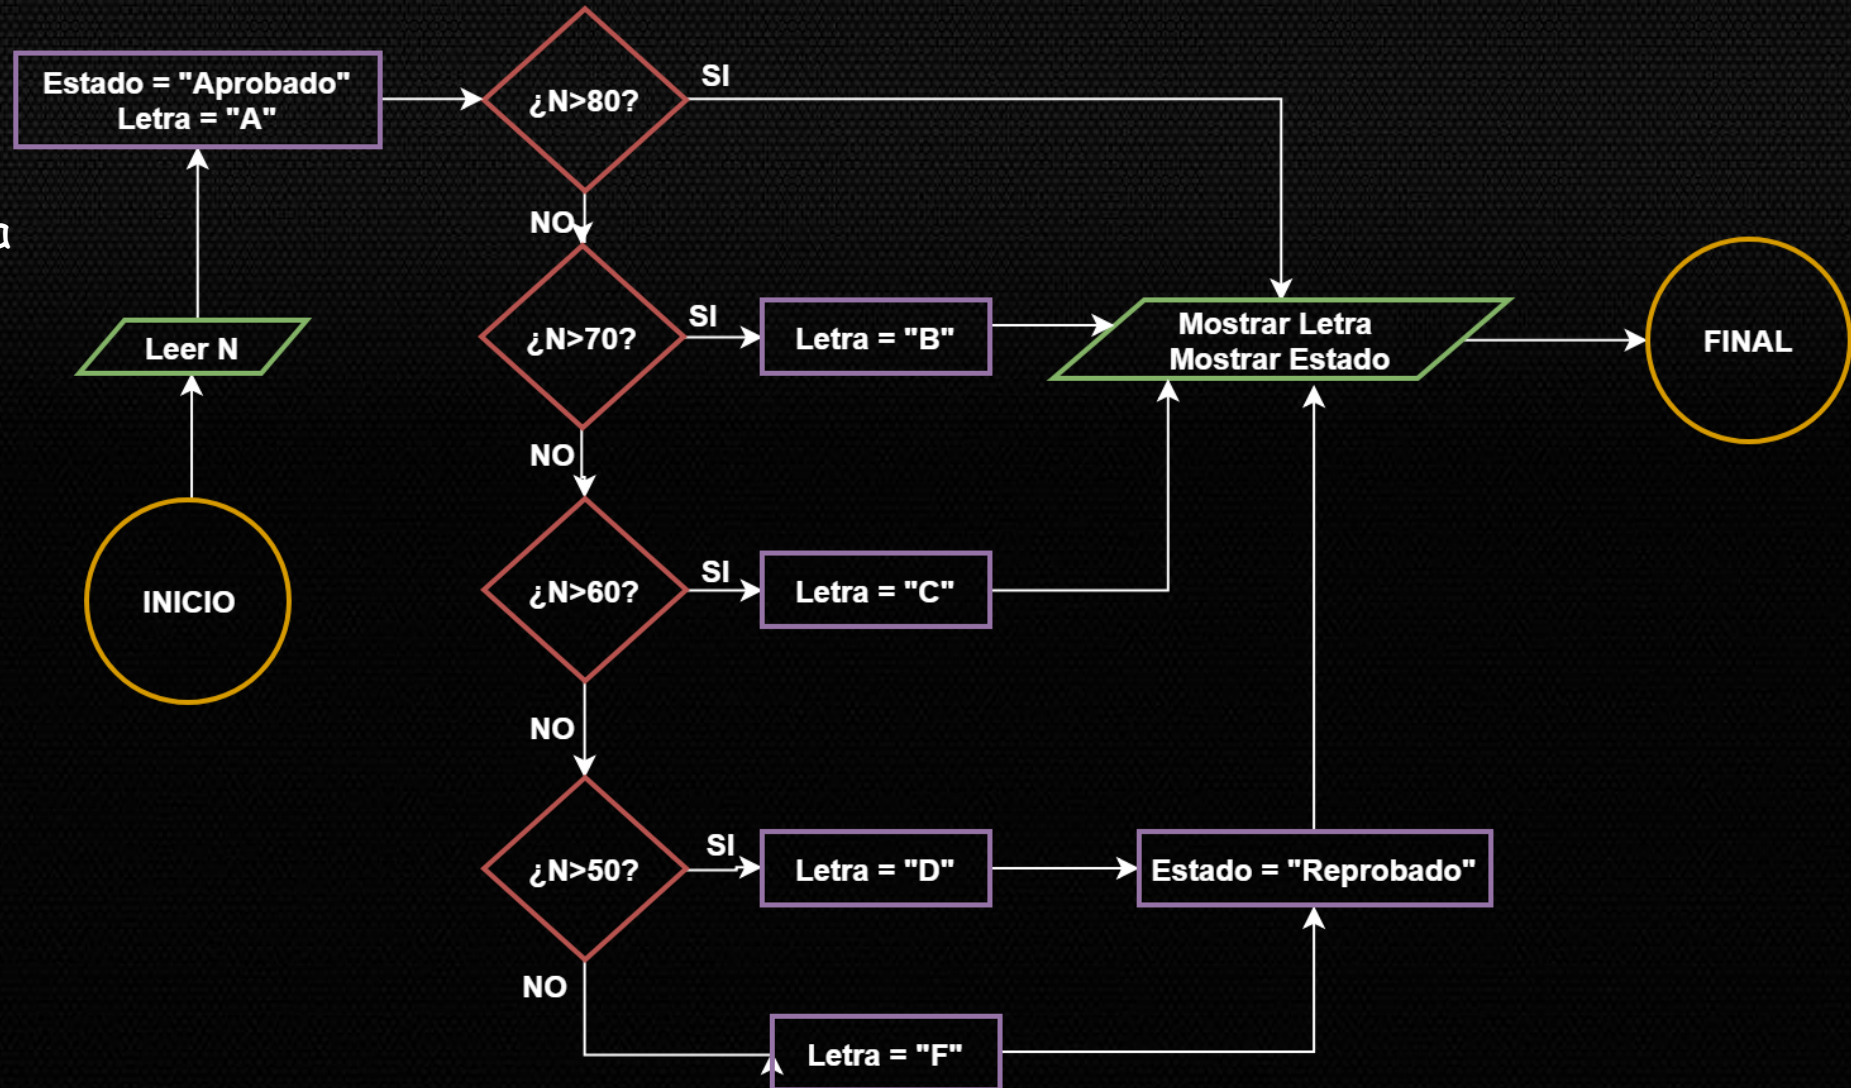 Estado = "Aprobado"
Letra = "A"
¿N>80?
SI
NO
a
Leer N
¿N>70?
SI
Letra = "B"
Mostrar Letra
Mostrar Estado
FINAL
NO
INICIO
¿N>60?
SI
Letra = "C"
NO
¿N>50?
SI
Letra = "D"
Estado = "Reprobado"
NO
Letra = "F"